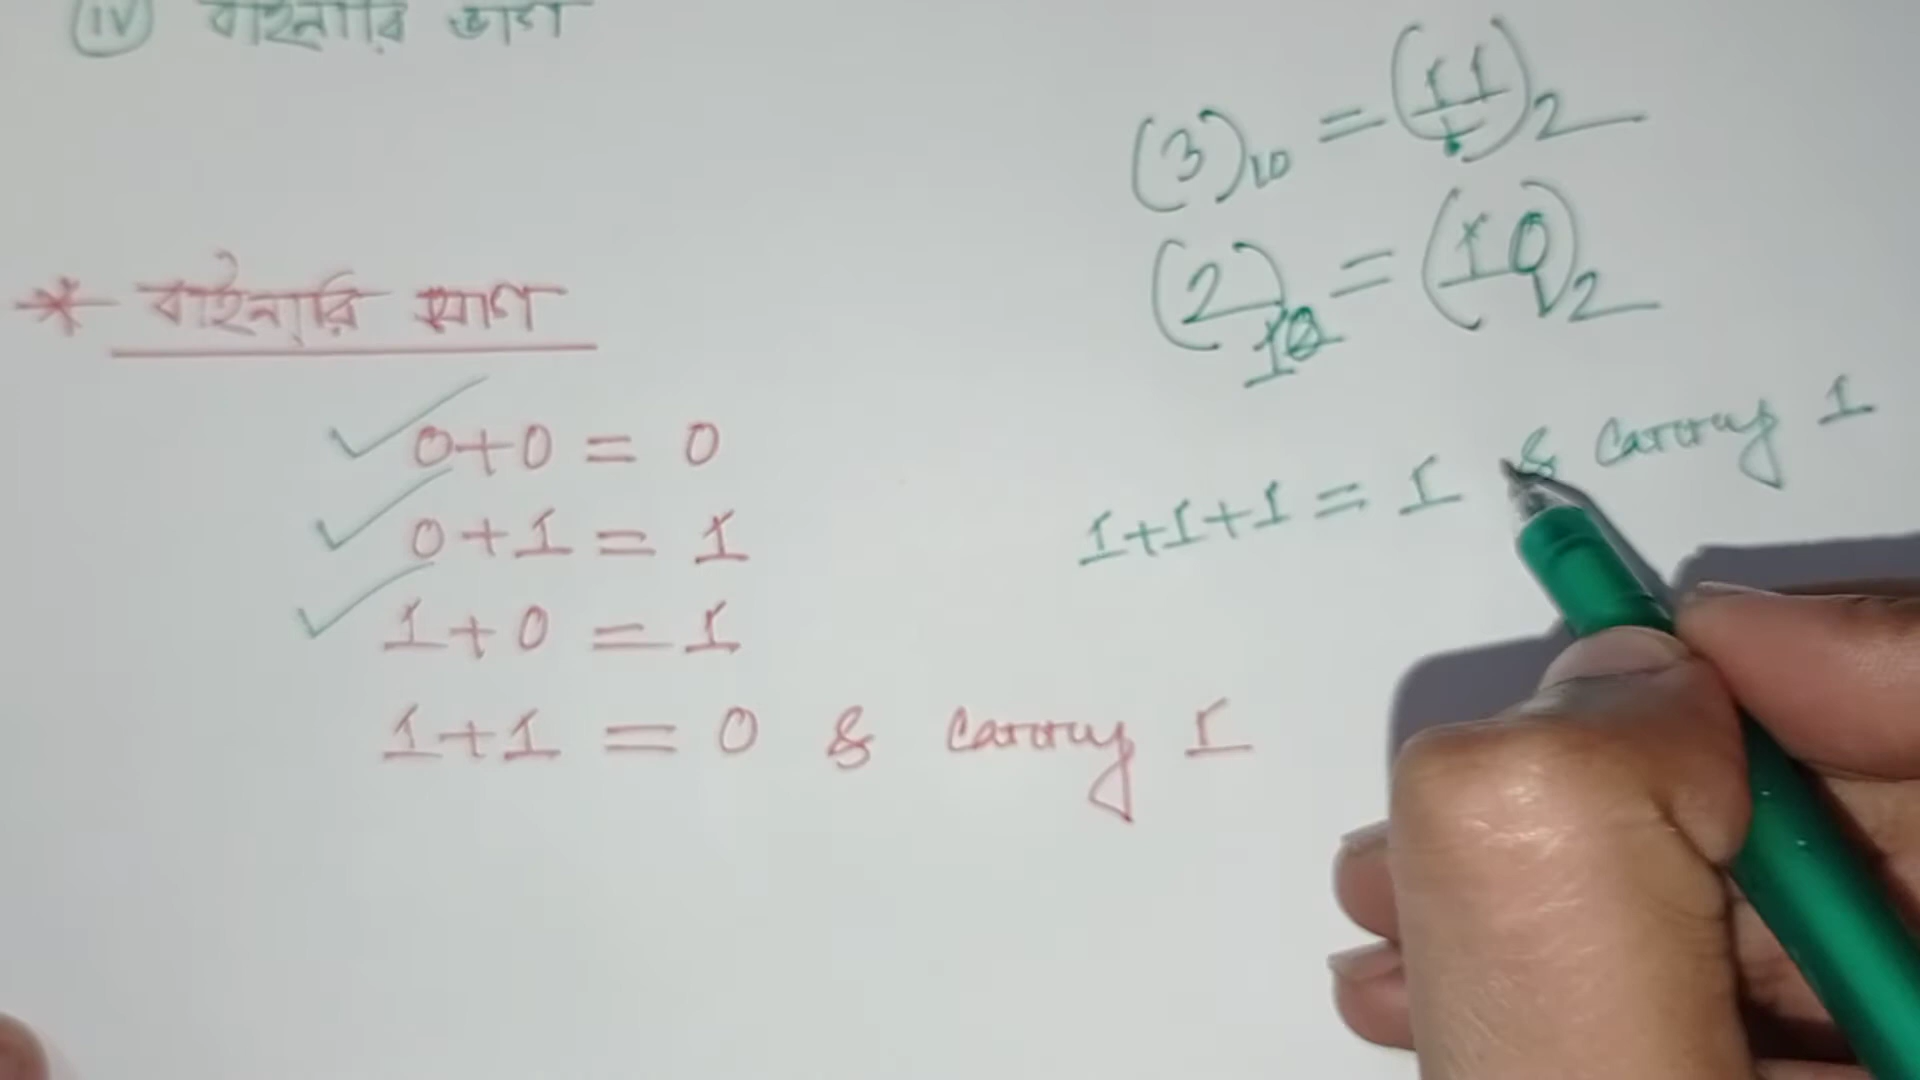 (iv) বাইনারি ভাগ
* বাইনারি যোগ
0+0 = 0
0+1 = 1
1+0 = 1
1+1 = 0 & carry 1
(3)10 = (11)2
(2)10 = (10)2
1+1+1 = 1 & carry 1